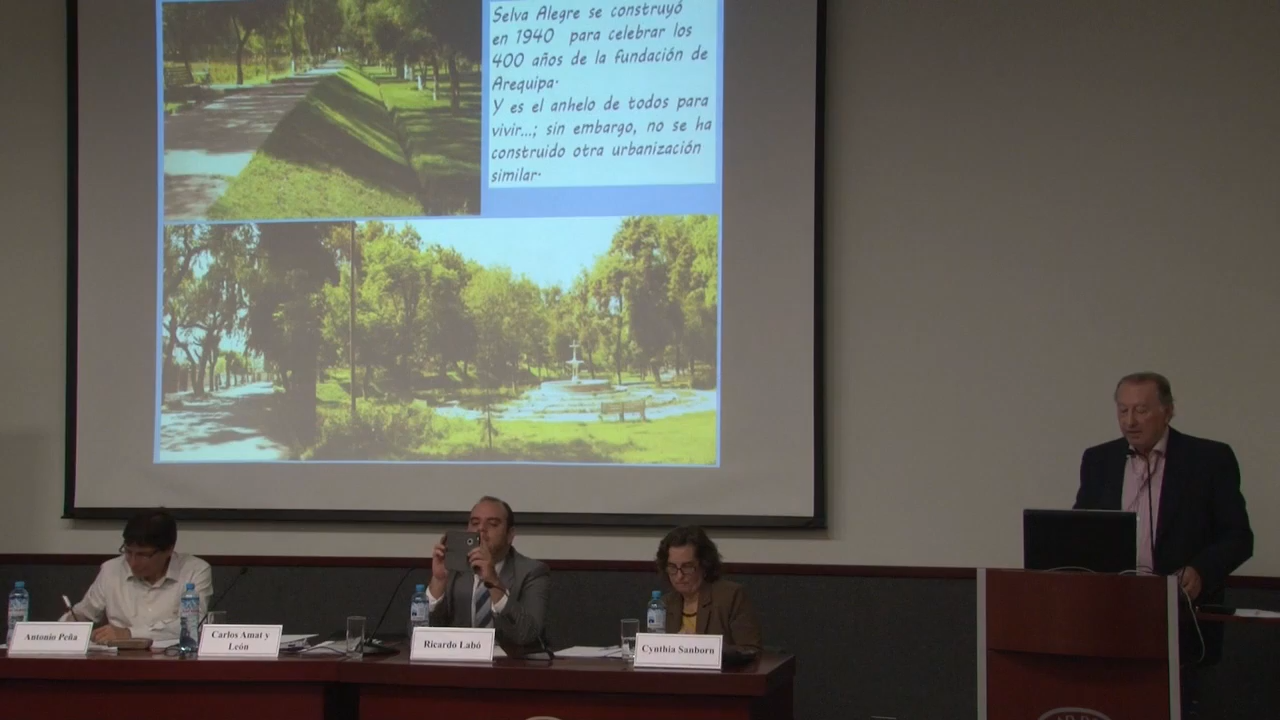 Selva Alegre se construyó
en 1940 para celebrar los
400 años de la fundación de
Arequipa.
Y es el anhelo de todos para
vivir...; sin embargo, no se ha
construido otra urbanización
similar.
Antonio Peña
Carlos Amat y
León
Ricardo Labó
Cynthia Sanborn